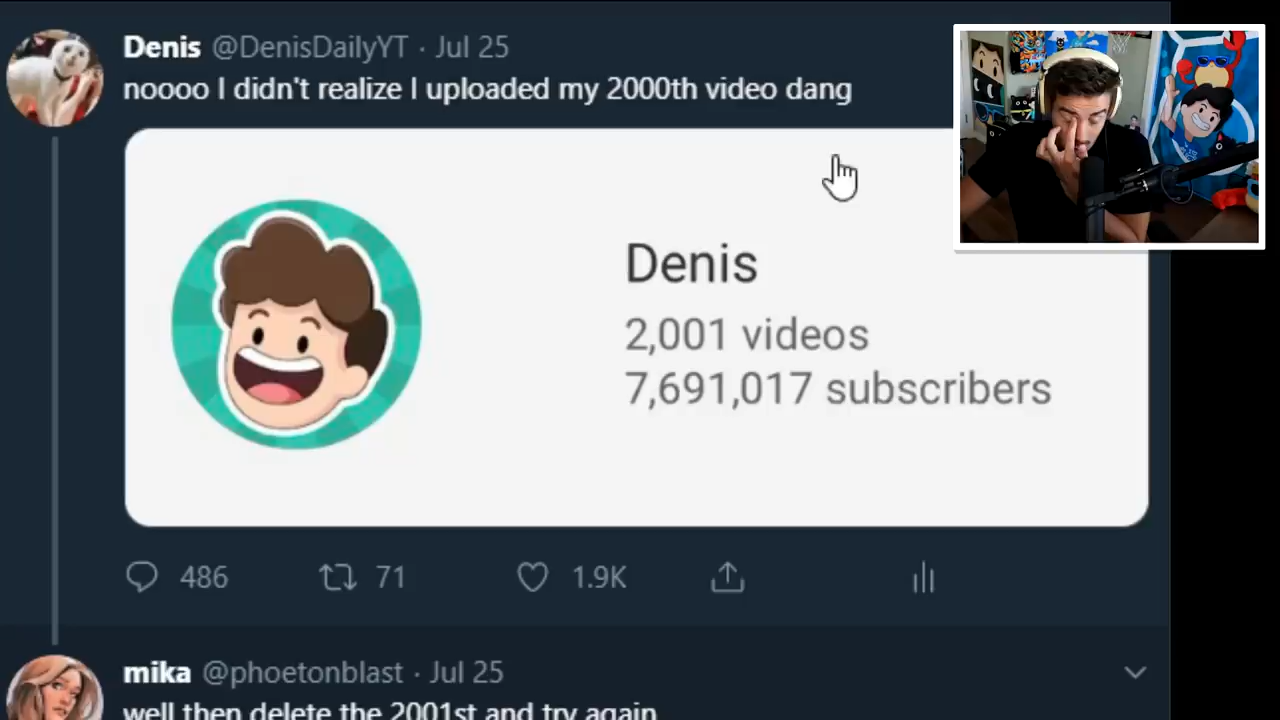 Denis @DenisDailyYT · Jul 25
noooo I didn't realize I uploaded my 2000th video dang
Denis
2,001 videos
7,691,017 subscribers
486 71 1.9K
mika @phoetonblast · Jul 25
well then delete the 2001st and try again